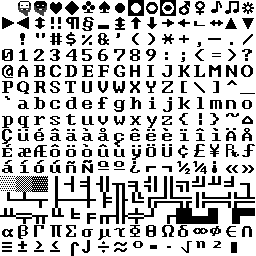 ☺☻♥♦♣♠•◘○◙♂♀♪♫☼
►◄↕‼¶§▬↨↑↓→←∟↔▲▼
!"#$%&'()*+,-./
0123456789:;<=>?
@ABCDEFGHIJKLMNO
PQRSTUVWXYZ[\]^_
`abcdefghijklmno
pqrstuvwxyz{¦}~⌂
ÇüéâäàåçêëèïîìÄÅ
ÉæÆôöòûùÿÖÜ¢£¥₧ƒ
áíóúñÑªº¿⌐¬½¼¡«»
░▒▓│┤╡╢╖╕╣║╗╝╜╛┐
└┴┬├─┼╞╟╚╔╩╦╠═╬╧
╨╤╥╙╘╒╓╫╪┘┌█▄▌▐▀
αßΓπΣσµτΦΘΩδ∞φε∩
≡±≥≤⌠⌡÷≈°∙·√ⁿ²■